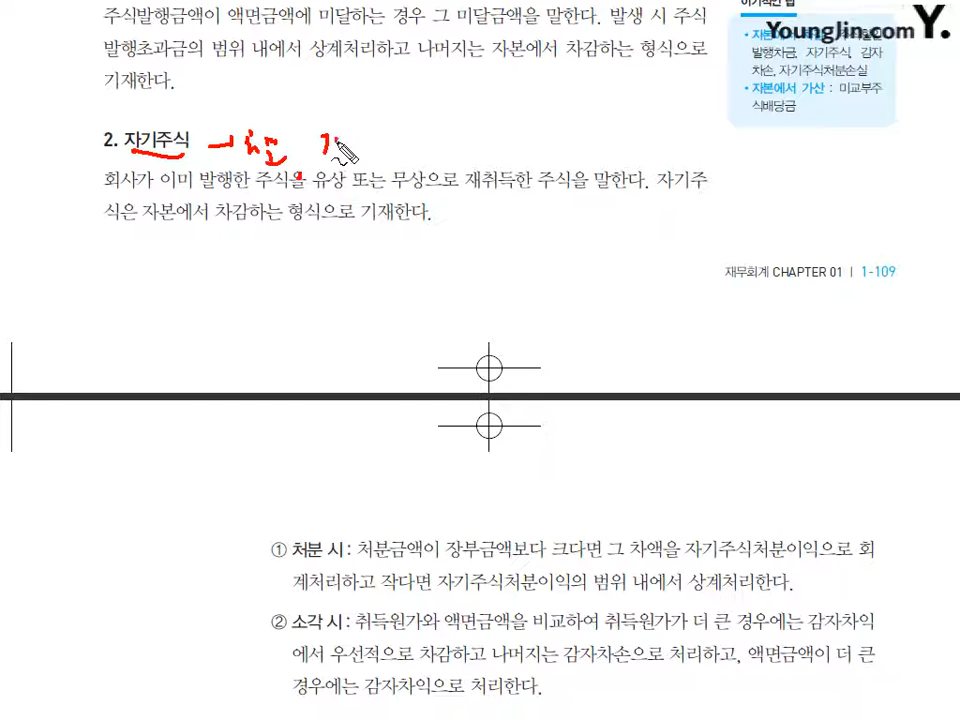 주식발행금액이 액면금액에 미달하는 경우 그 미달금액을 말한다. 발생 시 주식
발행초과금의 범위 내에서 상계처리하고 나머지는 자본에서 차감하는 형식으로
기재한다.
Younglin.com Y.
발행차금, 자기주식, 감자
차손, 자기주식처분손실
• 자본에서 가산 : 미교부주
식배당금
2. 자기주식
회사가 이미 발행한 주식을 유상 또는 무상으로 재취득한 주식을 말한다. 자기주
식은 자본에서 차감하는 형식으로 기재한다.
재무회계 CHAPTER 01 | 1-109
① 처분 시 : 처분금액이 장부금액보다 크다면 그 차액을 자기주식처분이익으로 회
계처리하고 작다면 자기주식처분이익의 범위 내에서 상계처리한다.
② 소각 시 : 취득원가와 액면금액을 비교하여 취득원가가 더 큰 경우에는 감자차익
에서 우선적으로 차감하고 나머지는 감자차손으로 처리하고, 액면금액이 더 큰
경우에는 감자차익으로 처리한다.